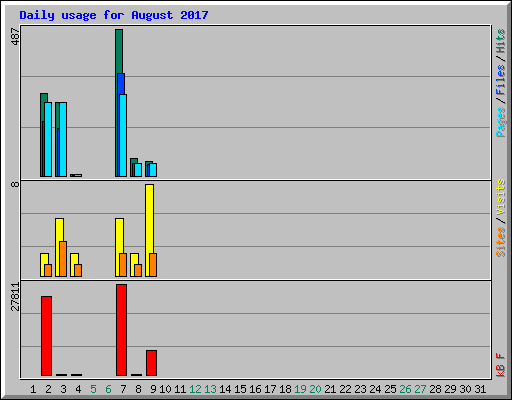 Daily usage for August 2017
487
Pages/Files/Hits
8
Sites/Visits
27811
kB F
1 2 3 4 5 6 7 8 9 10 11 12 13 14 15 16 17 18 19 20 21 22 23 24 25 26 27 28 29 30 31